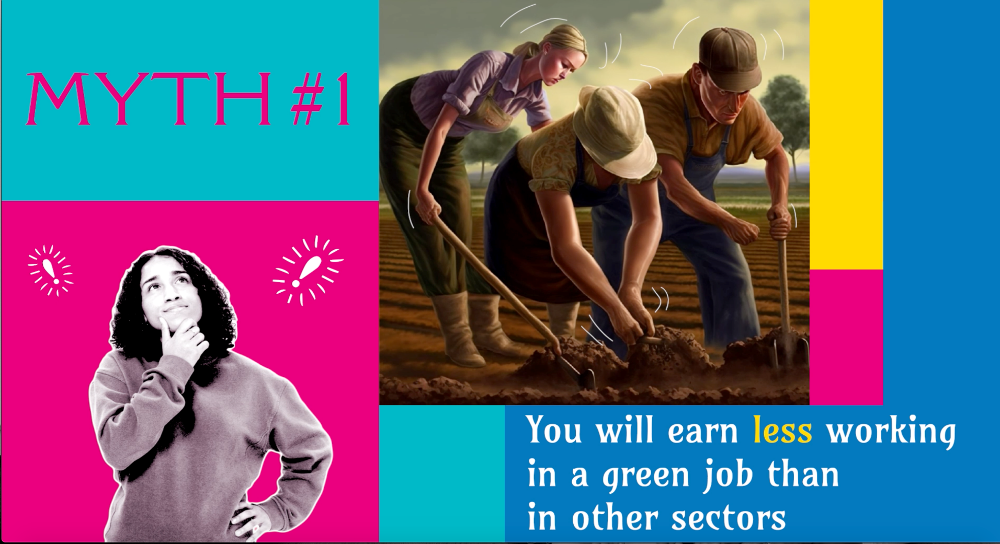 MYTH #1
You will earn less working
in a green job than
in other sectors